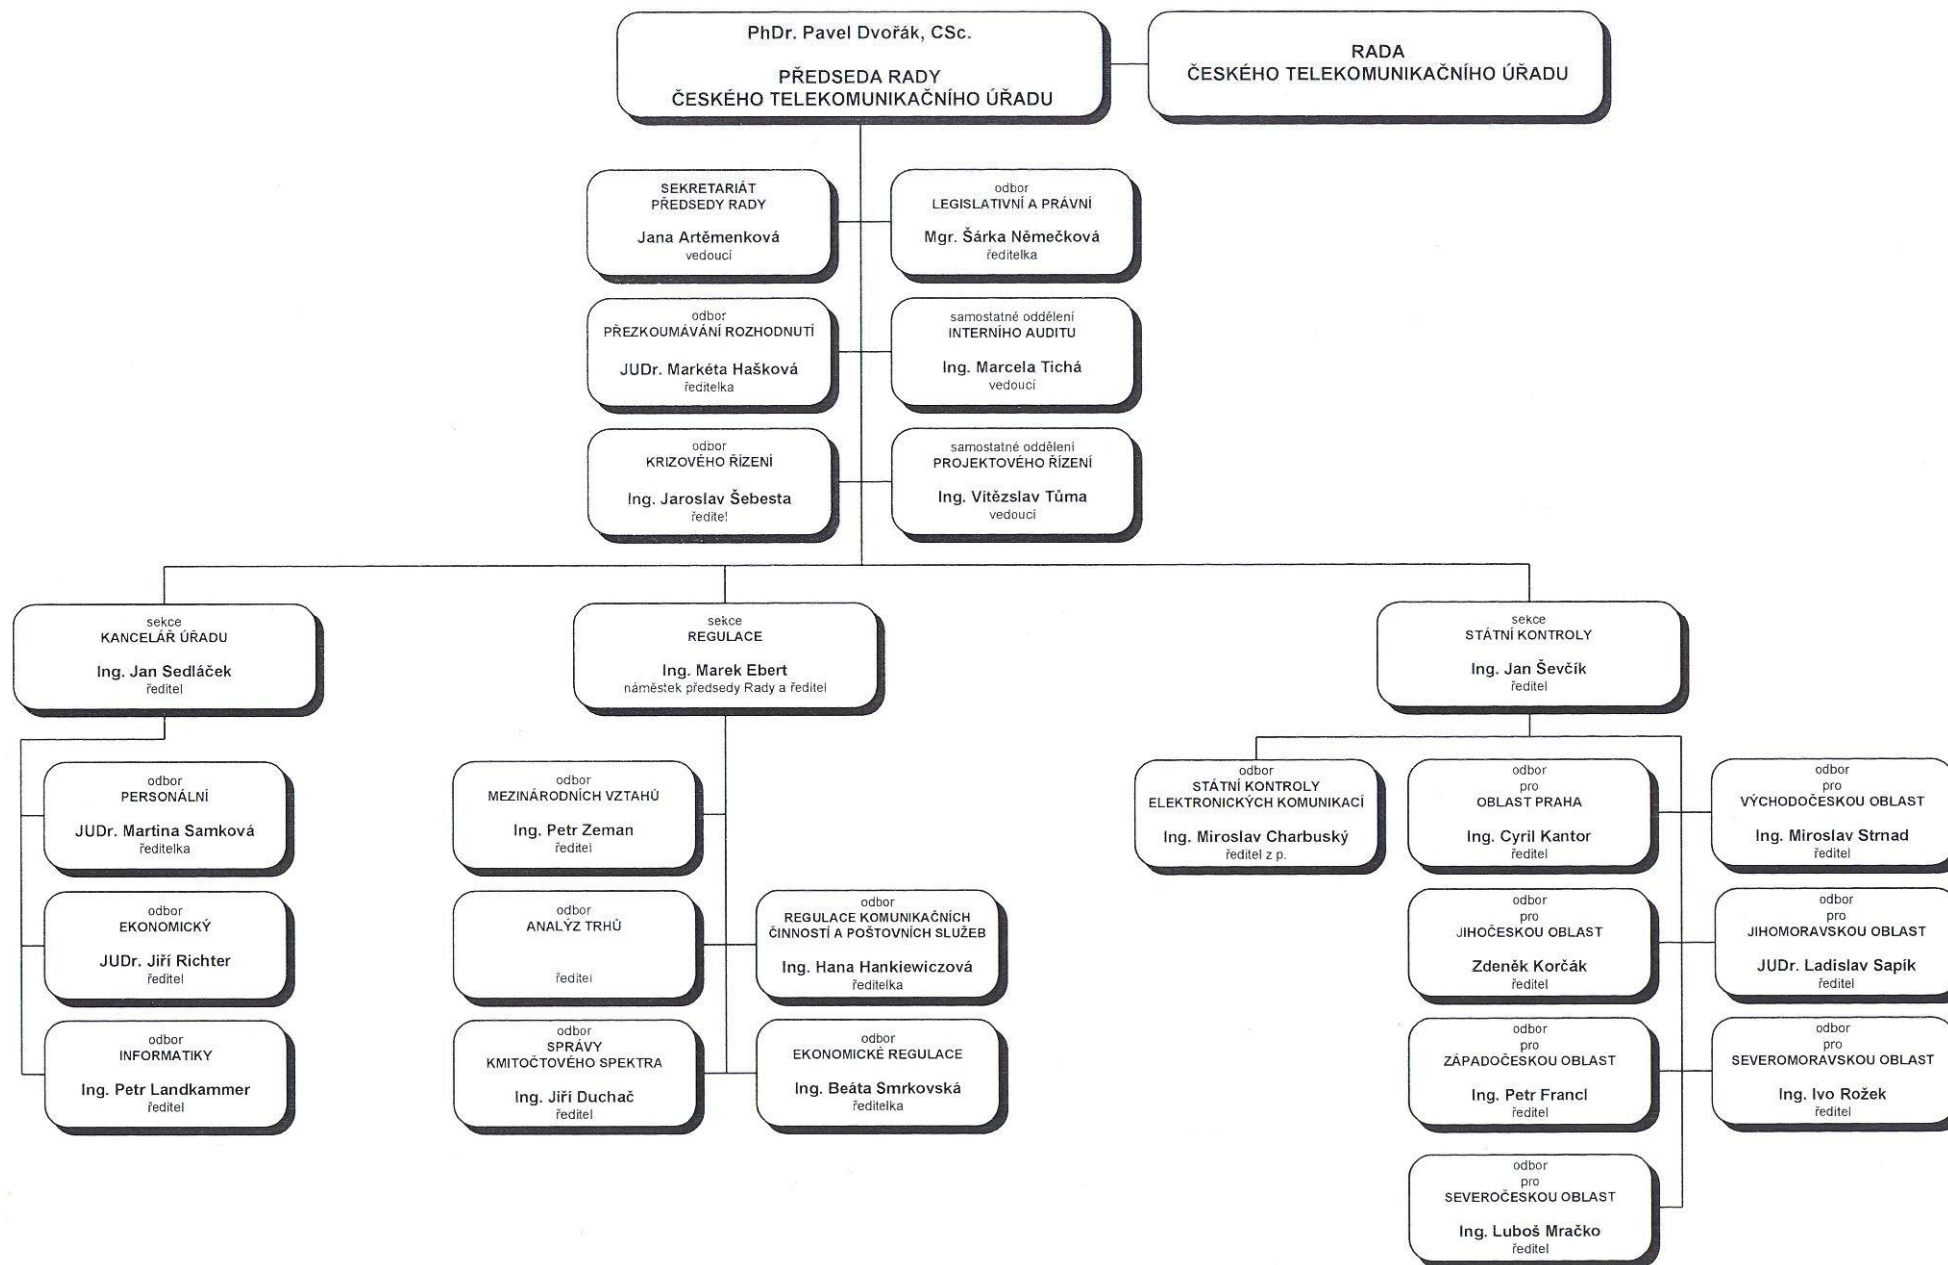 PhDr. Pavel Dvořák, CSc.
PŘEDSEDA RADY
ČESKÉHO TELEKOMUNIKAČNÍHO ÚŘADU
RADA
ČESKÉHO TELEKOMUNIKAČNÍHO ÚŘADU
SEKRETARIÁT
PŘEDSEDY RADY
Jana Artěmenková
vedoucí
odbor
LEGISLATIVNÍ A PRÁVNÍ
Mgr. Šárka Němečková
ředitelka
odbor
PŘEZKOUMÁVÁNÍ ROZHODNUTÍ
JUDr. Markéta Hašková
ředitelka
samostatné oddělení
INTERNÍHO AUDITU
Ing. Marcela Tichá
vedoucí
odbor
KRIZOVÉHO ŘÍZENÍ
Ing. Jaroslav Šebesta
ředitel
samostatné oddělení
PROJEKTOVÉHO ŘÍZENÍ
Ing. Vítězslav Tůma
vedoucí
sekce
KANCELÁŘ ÚŘADU
Ing. Jan Sedláček
ředitel
odbor
PERSONÁLNÍ
JUDr. Martina Samková
ředitelka
odbor
EKONOMICKÝ
JUDr. Jiří Richter
ředitel
odbor
INFORMATIKY
Ing. Petr Landkammer
ředitel
sekce
REGULACE
Ing. Marek Ebert
náměstek předsedy Rady a ředitel
odbor
MEZINÁRODNÍCH VZTAHŮ
Ing. Petr Zeman
ředitel
odbor
ANALÝZ TRHŮ
ředitel
odbor
REGULACE KOMUNIKAČNÍCH
ČINNOSTÍ A POŠTOVNÍCH SLUŽEB
Ing. Hana Hankiewiczová
ředitelka
odbor
SPRÁVY
KMITOČTOVÉHO SPEKTRA
Ing. Jiří Duchač
ředitel
odbor
EKONOMICKÉ REGULACE
Ing. Beáta Smrkovská
ředitelka
sekce
STÁTNÍ KONTROLY
Ing. Jan Ševčík
ředitel
odbor
STÁTNÍ KONTROLY
ELEKTRONICKÝCH KOMUNIKACÍ
Ing. Miroslav Charbuský
ředitel z p.
odbor
pro
OBLAST PRAHA
Ing. Cyril Kantor
ředitel
odbor
pro
VÝCHODOČESKOU OBLAST
Ing. Miroslav Strnad
ředitel
odbor
pro
JIHOČESKOU OBLAST
Zdeněk Korčák
ředitel
odbor
pro
JIHOMORAVSKOU OBLAST
JUDr. Ladislav Sapík
ředitel
odbor
pro
ZÁPADOČESKOU OBLAST
Ing. Petr Francl
ředitel
odbor
pro
SEVEROMORAVSKOU OBLAST
Ing. Ivo Rožek
ředitel
odbor
pro
SEVEROČESKOU OBLAST
Ing. Luboš Mračko
ředitel